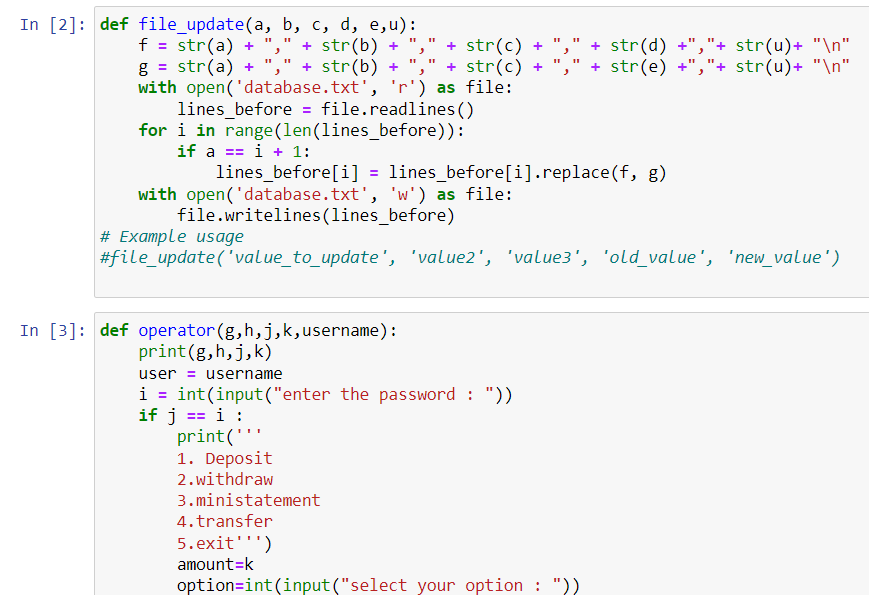 In [2]: def file_update(a, b, c, d, e,u):
    f = str(a) + "," + str(b) + "," + str(c) + "," + str(d) +","+ str(u)+ "\n"
    g = str(a) + "," + str(b) + "," + str(c) + "," + str(e) +","+ str(u)+ "\n"
    with open('database.txt', 'r') as file:
        lines_before = file.readlines()
    for i in range(len(lines_before)):
        if a == i + 1:
            lines_before[i] = lines_before[i].replace(f, g)
    with open('database.txt', 'w') as file:
        file.writelines(lines_before)
# Example usage
#file_update('value_to_update', 'value2', 'value3', 'old_value', 'new_value')
In [3]: def operator(g,h,j,k,username):
    print(g,h,j,k)
    user = username
    i = int(input("enter the password : "))
    if j == i :
        print('''
        1. Deposit
        2.withdraw
        3.ministatement
        4.transfer
        5.exit''')
        amount=k
        option=int(input("select your option : "))